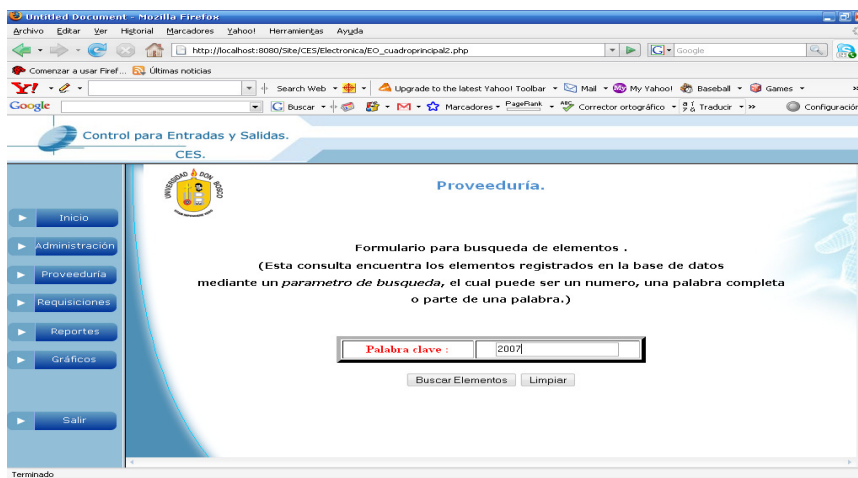 Untitled Document - Mozilla Firefox
Archivo Editar Ver Historial Marcadores Yahoo! Herramientas Ayuda
http://localhost:8080/Site/CES/Electronica/EO_cuadroprincipal2.php
Google
Comenzar a usar Firef... Últimas noticias
Y! Search Web Upgrade to the latest Yahoo! Toolbar Mail My Yahoo! Baseball Games »
Google Buscar Marcadores PageRank Corrector ortográfico Traducir » Configuración
Control para Entradas y Salidas.
CES.
UNIVERSIDAD DON BOSCO
Proveeduría.
Inicio
Administración
Proveeduría
Requisiciones
Reportes
Gráficos
Salir
Formulario para busqueda de elementos .
(Esta consulta encuentra los elementos registrados en la base de datos
mediante un parametro de busqueda, el cual puede ser un numero, una palabra completa
o parte de una palabra.)
Palabra clave : 2007
Buscar Elementos Limpiar
Terminado